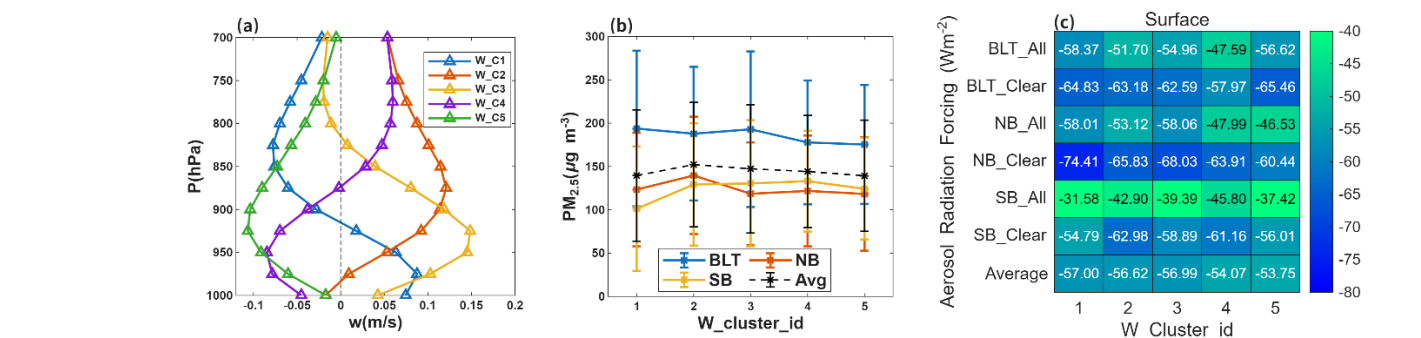 (a)
700
750
800
850
900
950
1000
P(hPa)
-0.1
-0.05
0
0.05
0.1
0.15
0.2
w(m/s)
W_C1
W_C2
W_C3
W_C4
W_C5
(b)
300
250
200
150
100
50
0
PM2.5(μg m-3)
1
2
3
4
5
W_cluster_id
BLT
NB
SB
Avg
(c)
Surface
Aerosol Radiation Forcing (Wm-2)
BLT_All -58.37 -51.70 -54.96 -47.59 -56.62
BLT_Clear -64.83 -63.18 -62.59 -57.97 -65.46
NB_All -58.01 -53.12 -58.06 -47.99 -46.53
NB_Clear -74.41 -65.83 -68.03 -63.91 -60.44
SB_All -31.58 -42.90 -39.39 -45.80 -37.42
SB_Clear -54.79 -62.98 -58.89 -61.16 -56.01
Average -57.00 -56.62 -56.99 -54.07 -53.75
1 2 3 4 5
W Cluster id
-40
-45
-50
-55
-60
-65
-70
-75
-80